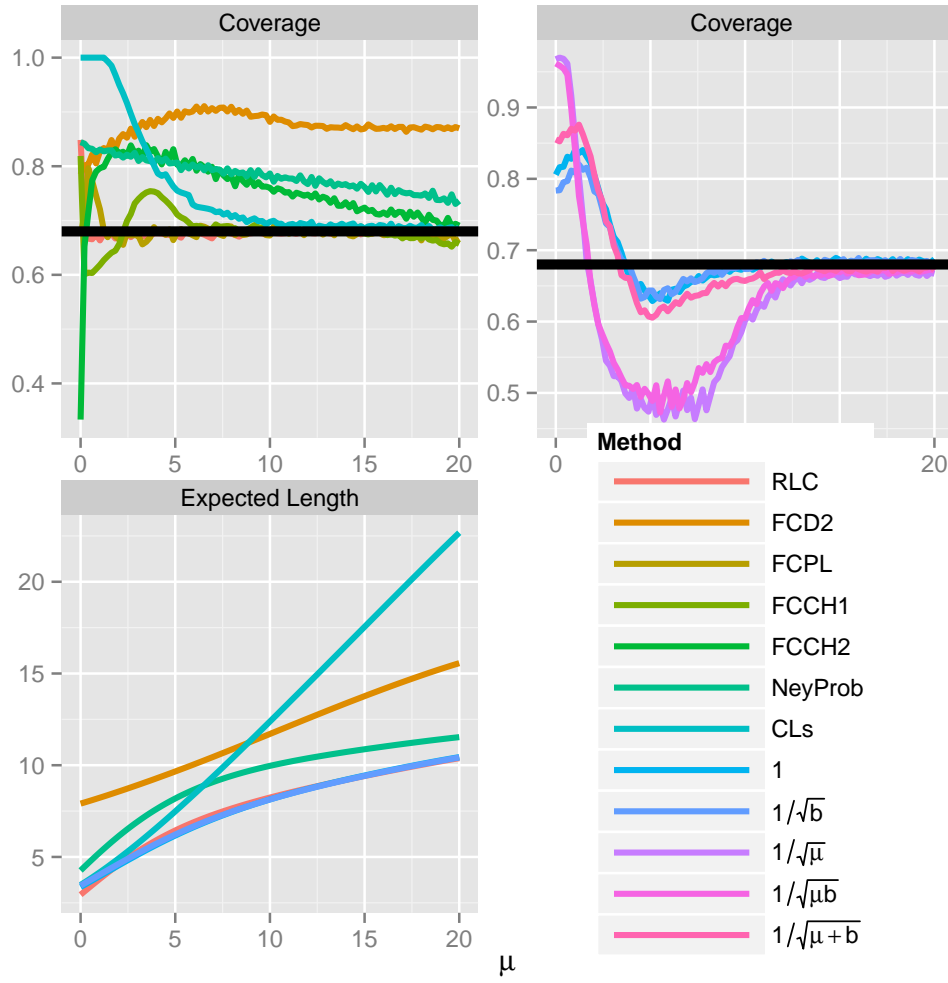 Coverage
1.0
0.8
0.6
0.4
0 5 10 15 20
Coverage
0.9
0.8
0.7
0.6
0.5
0 20
Expected Length
20
15
10
5
0 5 10 15 20
μ
Method
RLC
FCD2
FCPL
FCCH1
FCCH2
NeyProb
CLs
1
1/√b
1/√μ
1/√μb
1/√μ + b